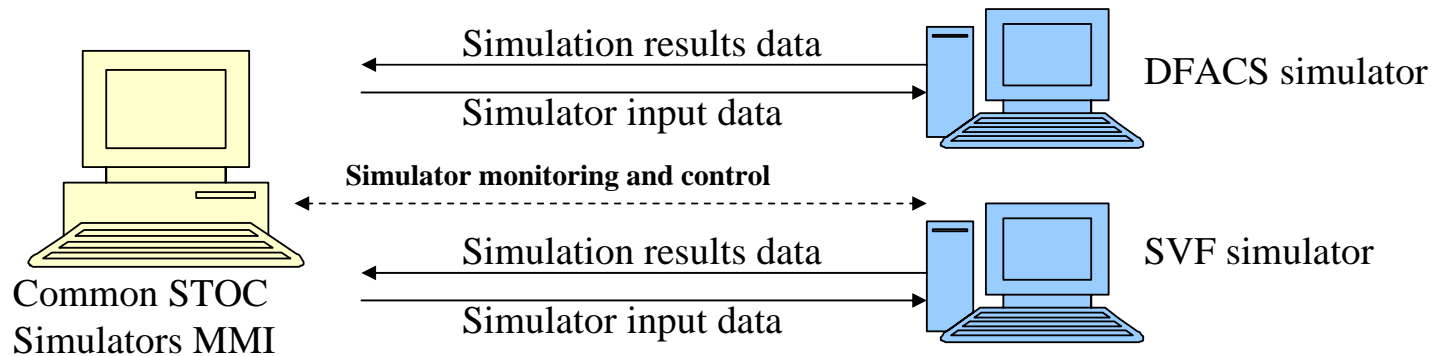 Simulation results data
DFACS simulator
Simulator input data
Simulator monitoring and control
Simulation results data
SVF simulator
Common STOC
Simulators MMI
Simulator input data